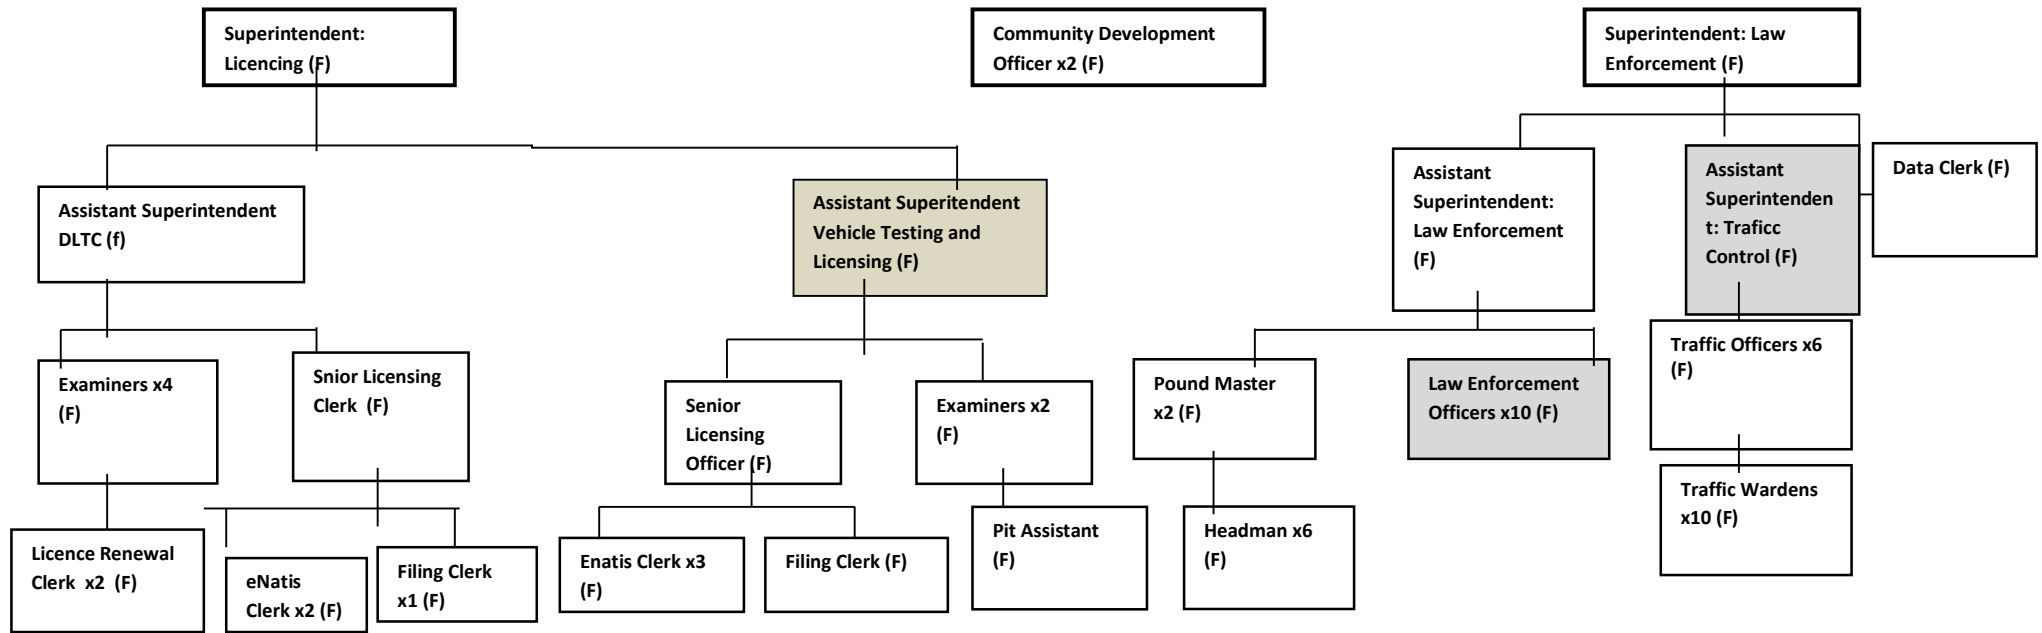 Superintendent:
Licencing (F)
Community Development
Officer x2 (F)
Superintendent: Law
Enforcement (F)
Assistant Superintendent
DLTC (f)
Assistant Superitendent
Vehicle Testing and
Licensing (F)
Assistant
Superintendent:
Law Enforcement
(F)
Assistant
Superintenden
t: Traficc
Control (F)
Data Clerk (F)
Examiners x4
(F)
Snior Licensing
Clerk (F)
Senior
Licensing
Officer (F)
Examiners x2
(F)
Pound Master
x2 (F)
Law Enforcement
Officers x10 (F)
Traffic Officers x6
(F)
Licence Renewal
Clerk x2 (F)
eNatis
Clerk x2 (F)
Filing Clerk
x1 (F)
Enatis Clerk x3
(F)
Filing Clerk (F)
Pit Assistant
(F)
Headman x6
(F)
Traffic Wardens
x10 (F)